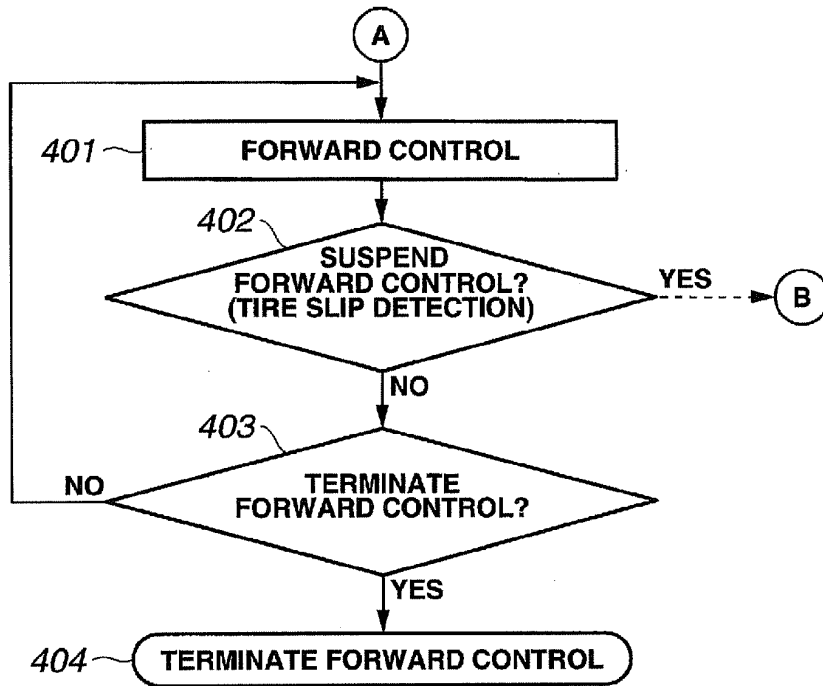 A
401
FORWARD CONTROL
402
SUSPEND
FORWARD CONTROL?
(TIRE SLIP DETECTION)
YES
B
NO
403
NO
TERMINATE
FORWARD CONTROL?
YES
404
TERMINATE FORWARD CONTROL